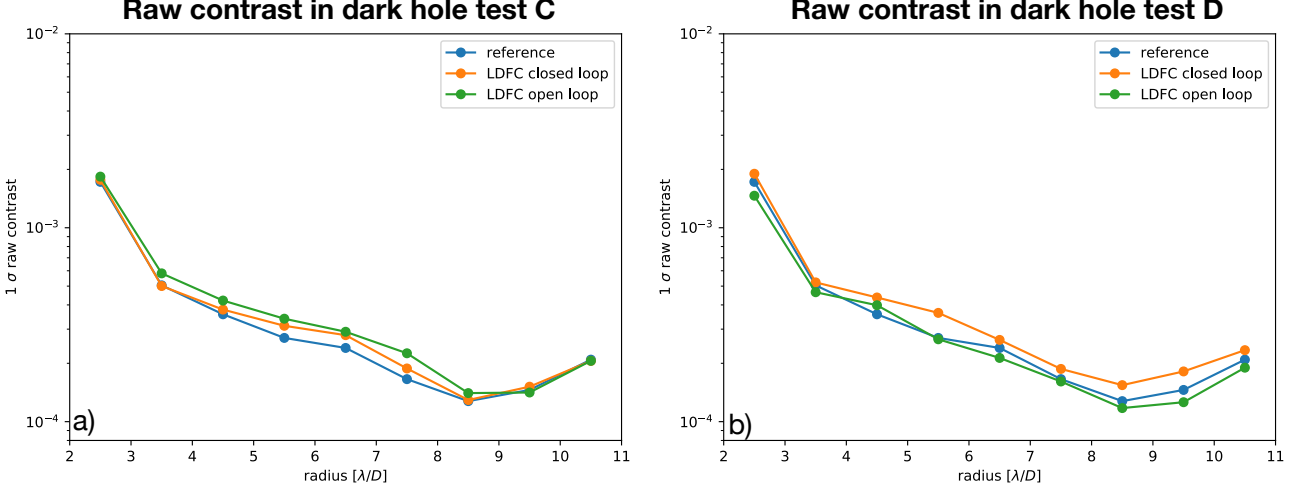 Raw contrast in dark hole test C
10⁻²
10⁻³
10⁻⁴
1 σ raw contrast
reference
LDFC closed loop
LDFC open loop
a)
2 3 4 5 6 7 8 9 10 11
radius [λ/D]
Raw contrast in dark hole test D
10⁻²
10⁻³
10⁻⁴
1 σ raw contrast
reference
LDFC closed loop
LDFC open loop
b)
2 3 4 5 6 7 8 9 10 11
radius [λ/D]